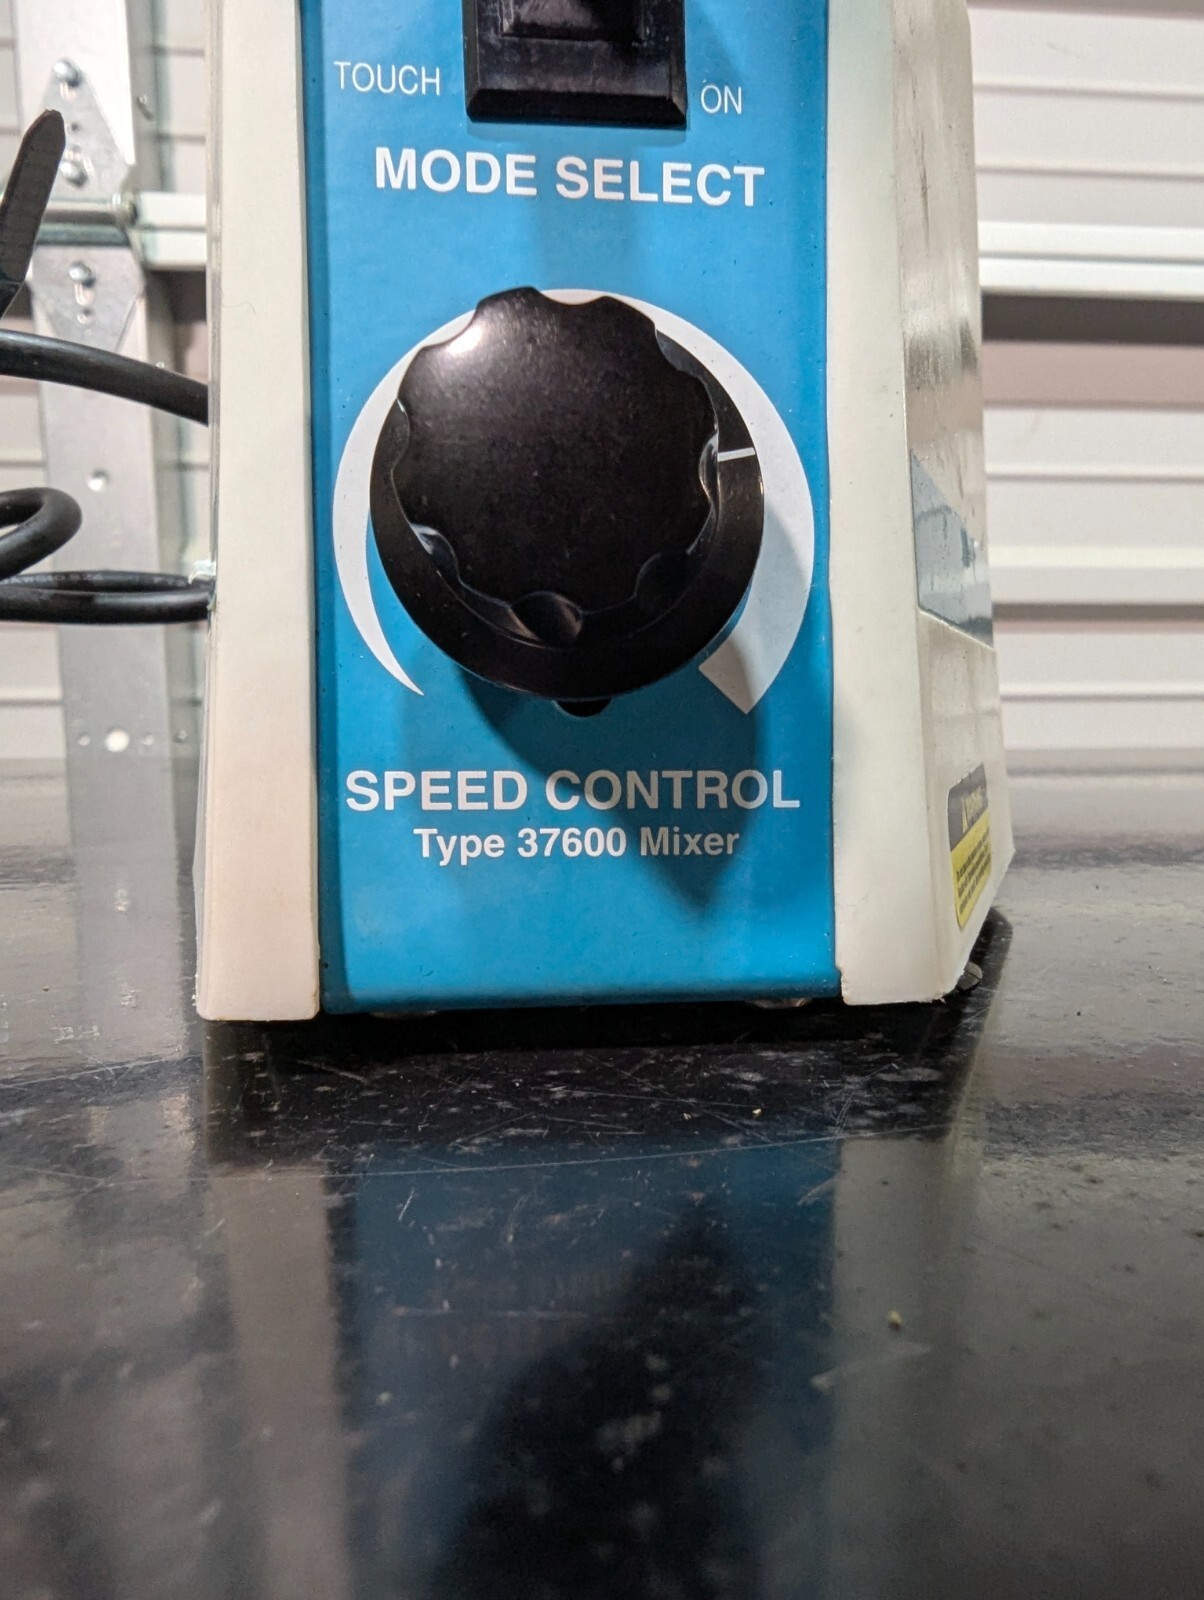 TOUCH
ON
MODE SELECT
SPEED CONTROL
Type 37600 Mixer